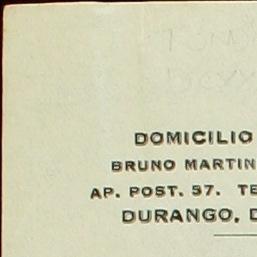 DOMICILIO
BRUNO MARTIN
AP. POST. 57. TE
DURANGO, D